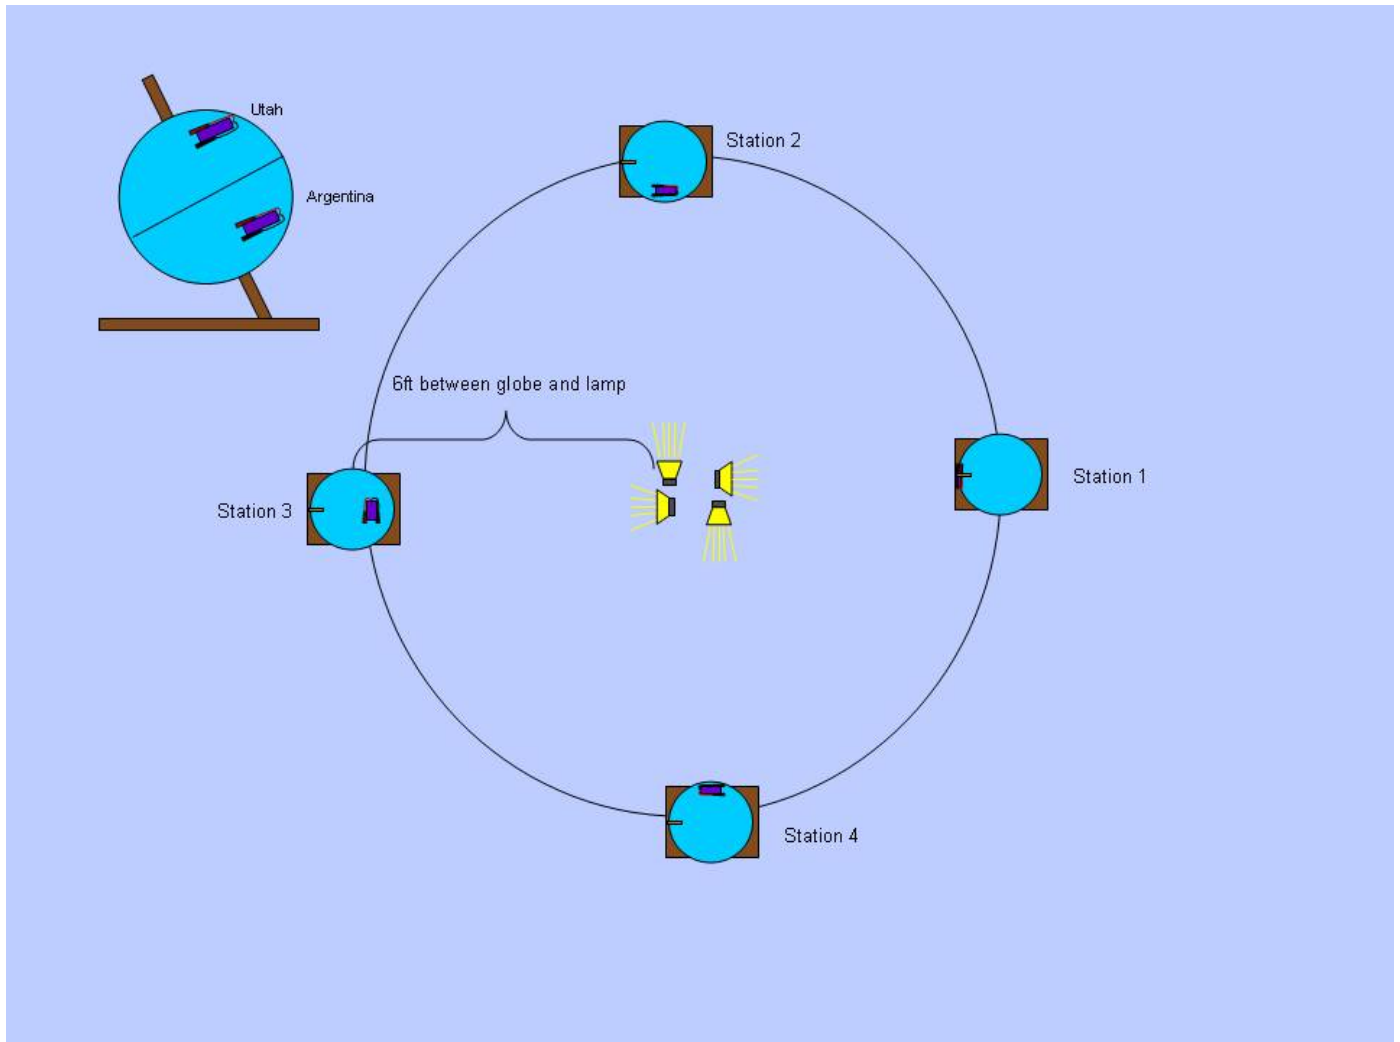 Utah
Station 2
Argentina
6ft between globe and lamp
Station 1
Station 3
Station 4